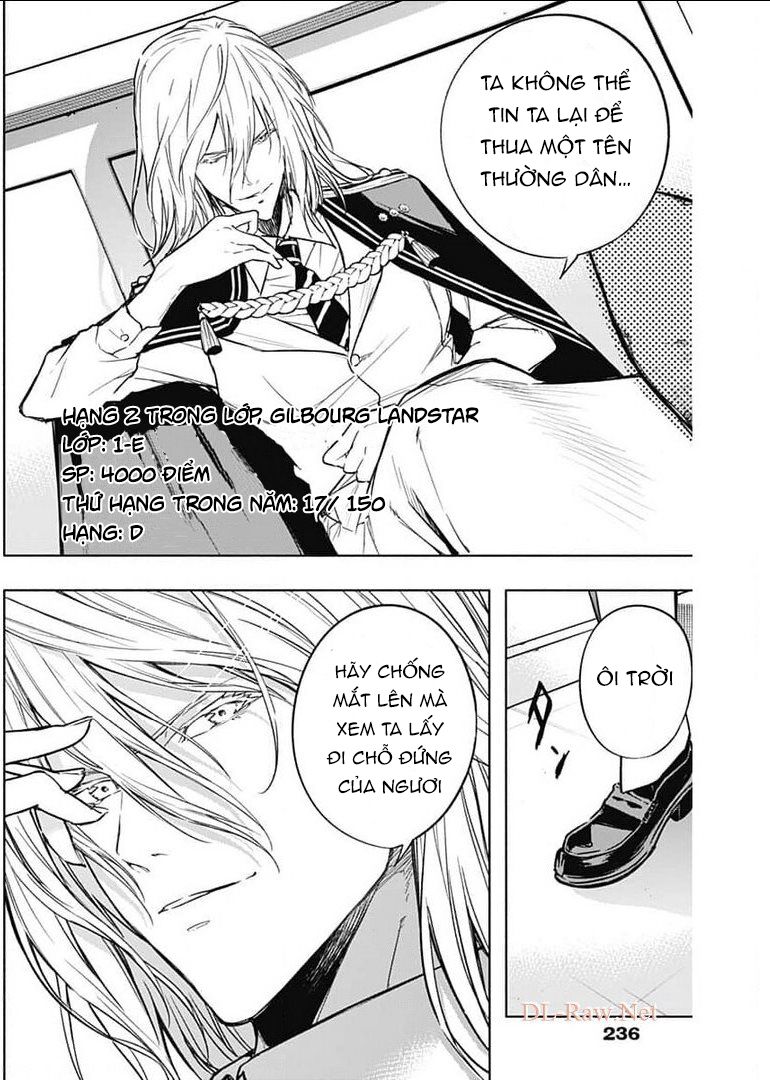 TA KHÔNG THỂ
TIN TA LẠI ĐỂ
THUA MỘT TÊN
THƯỜNG DÂN...
HẠNG 2 TRONG LỚP, GILBOURG LANDSTAR
LỚP: 1-E
SP: 4000 ĐIỂM
THỨ HẠNG TRONG NĂM: 17/ 150
HẠNG: D
ÔI TRỜI
HÃY CHỐNG
MẮT LÊN MÀ
XEM TA LẤY
ĐI CHỖ ĐỨNG
CỦA NGƯƠI
DL-Raw.Net
236